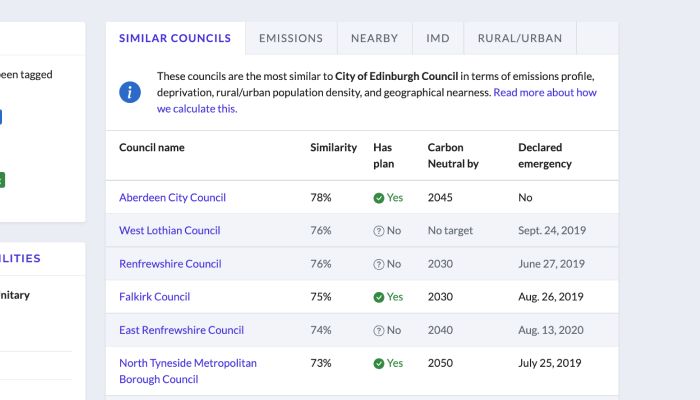 SIMILAR COUNCILS EMISSIONS NEARBY IMD RURAL/URBAN
been tagged
These councils are the most similar to City of Edinburgh Council in terms of emissions profile,
deprivation, rural/urban population density, and geographical nearness. Read more about how
we calculate this.
Council name Similarity Has plan Carbon Neutral by Declared emergency
Aberdeen City Council 78% Yes 2045 No
West Lothian Council 76% No No target Sept. 24, 2019
Renfrewshire Council 76% No 2030 June 27, 2019
Falkirk Council 75% Yes 2030 Aug. 26, 2019
East Renfrewshire Council 74% No 2040 Aug. 13, 2020
North Tyneside Metropolitan Borough Council 73% Yes 2050 July 25, 2019